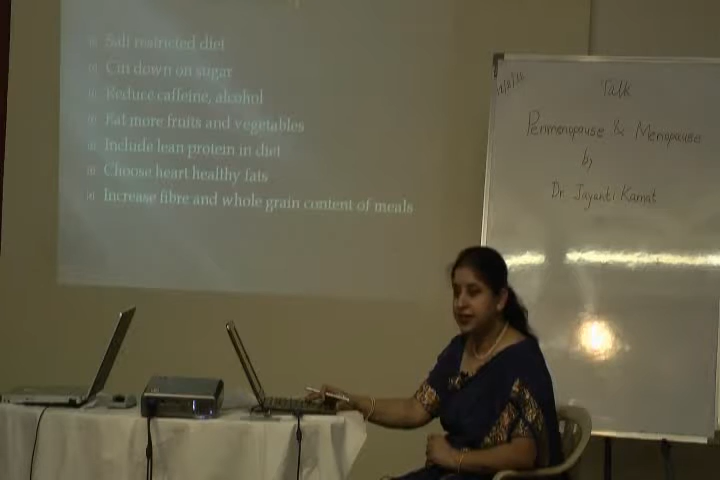 Salt restricted diet
Cut down on sugar
Reduce caffeine, alcohol
Eat more fruits and vegetables
Include lean protein in diet
Choose heart healthy fats
Increase fibre and whole grain content of meals
Talk
Perimenopause & Menopause
by
Dr. Jayanti Kamat